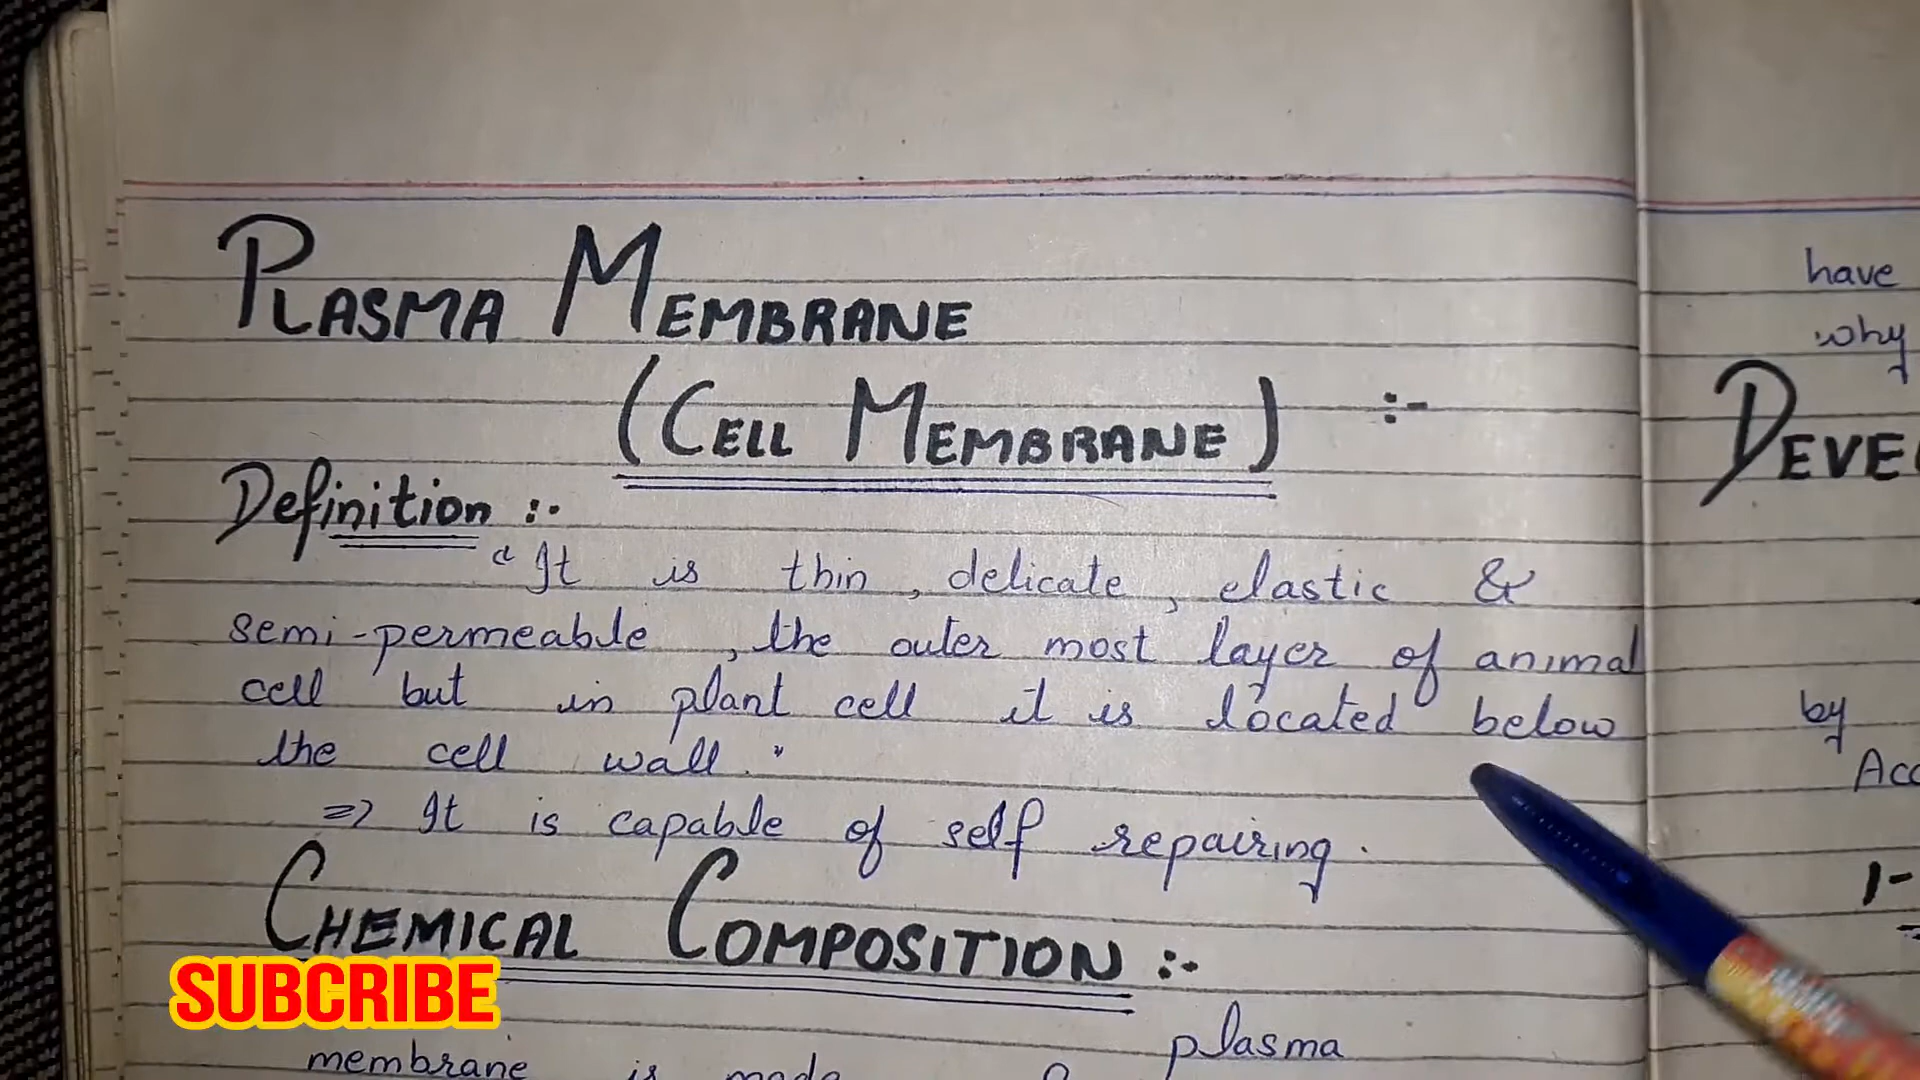 PLASMA MEMBRANE
(CELL MEMBRANE) :-
Definition :-
"It is thin, delicate, elastic &
semi-permeable, the outer most layer of animal
cell but in plant cell it is located below
the cell wall."
⇒ It is capable of self repairing.
CHEMICAL COMPOSITION :-
SUBCRIBE
plasma
membrane is made
have
why
DEVE
by
Acc
1-